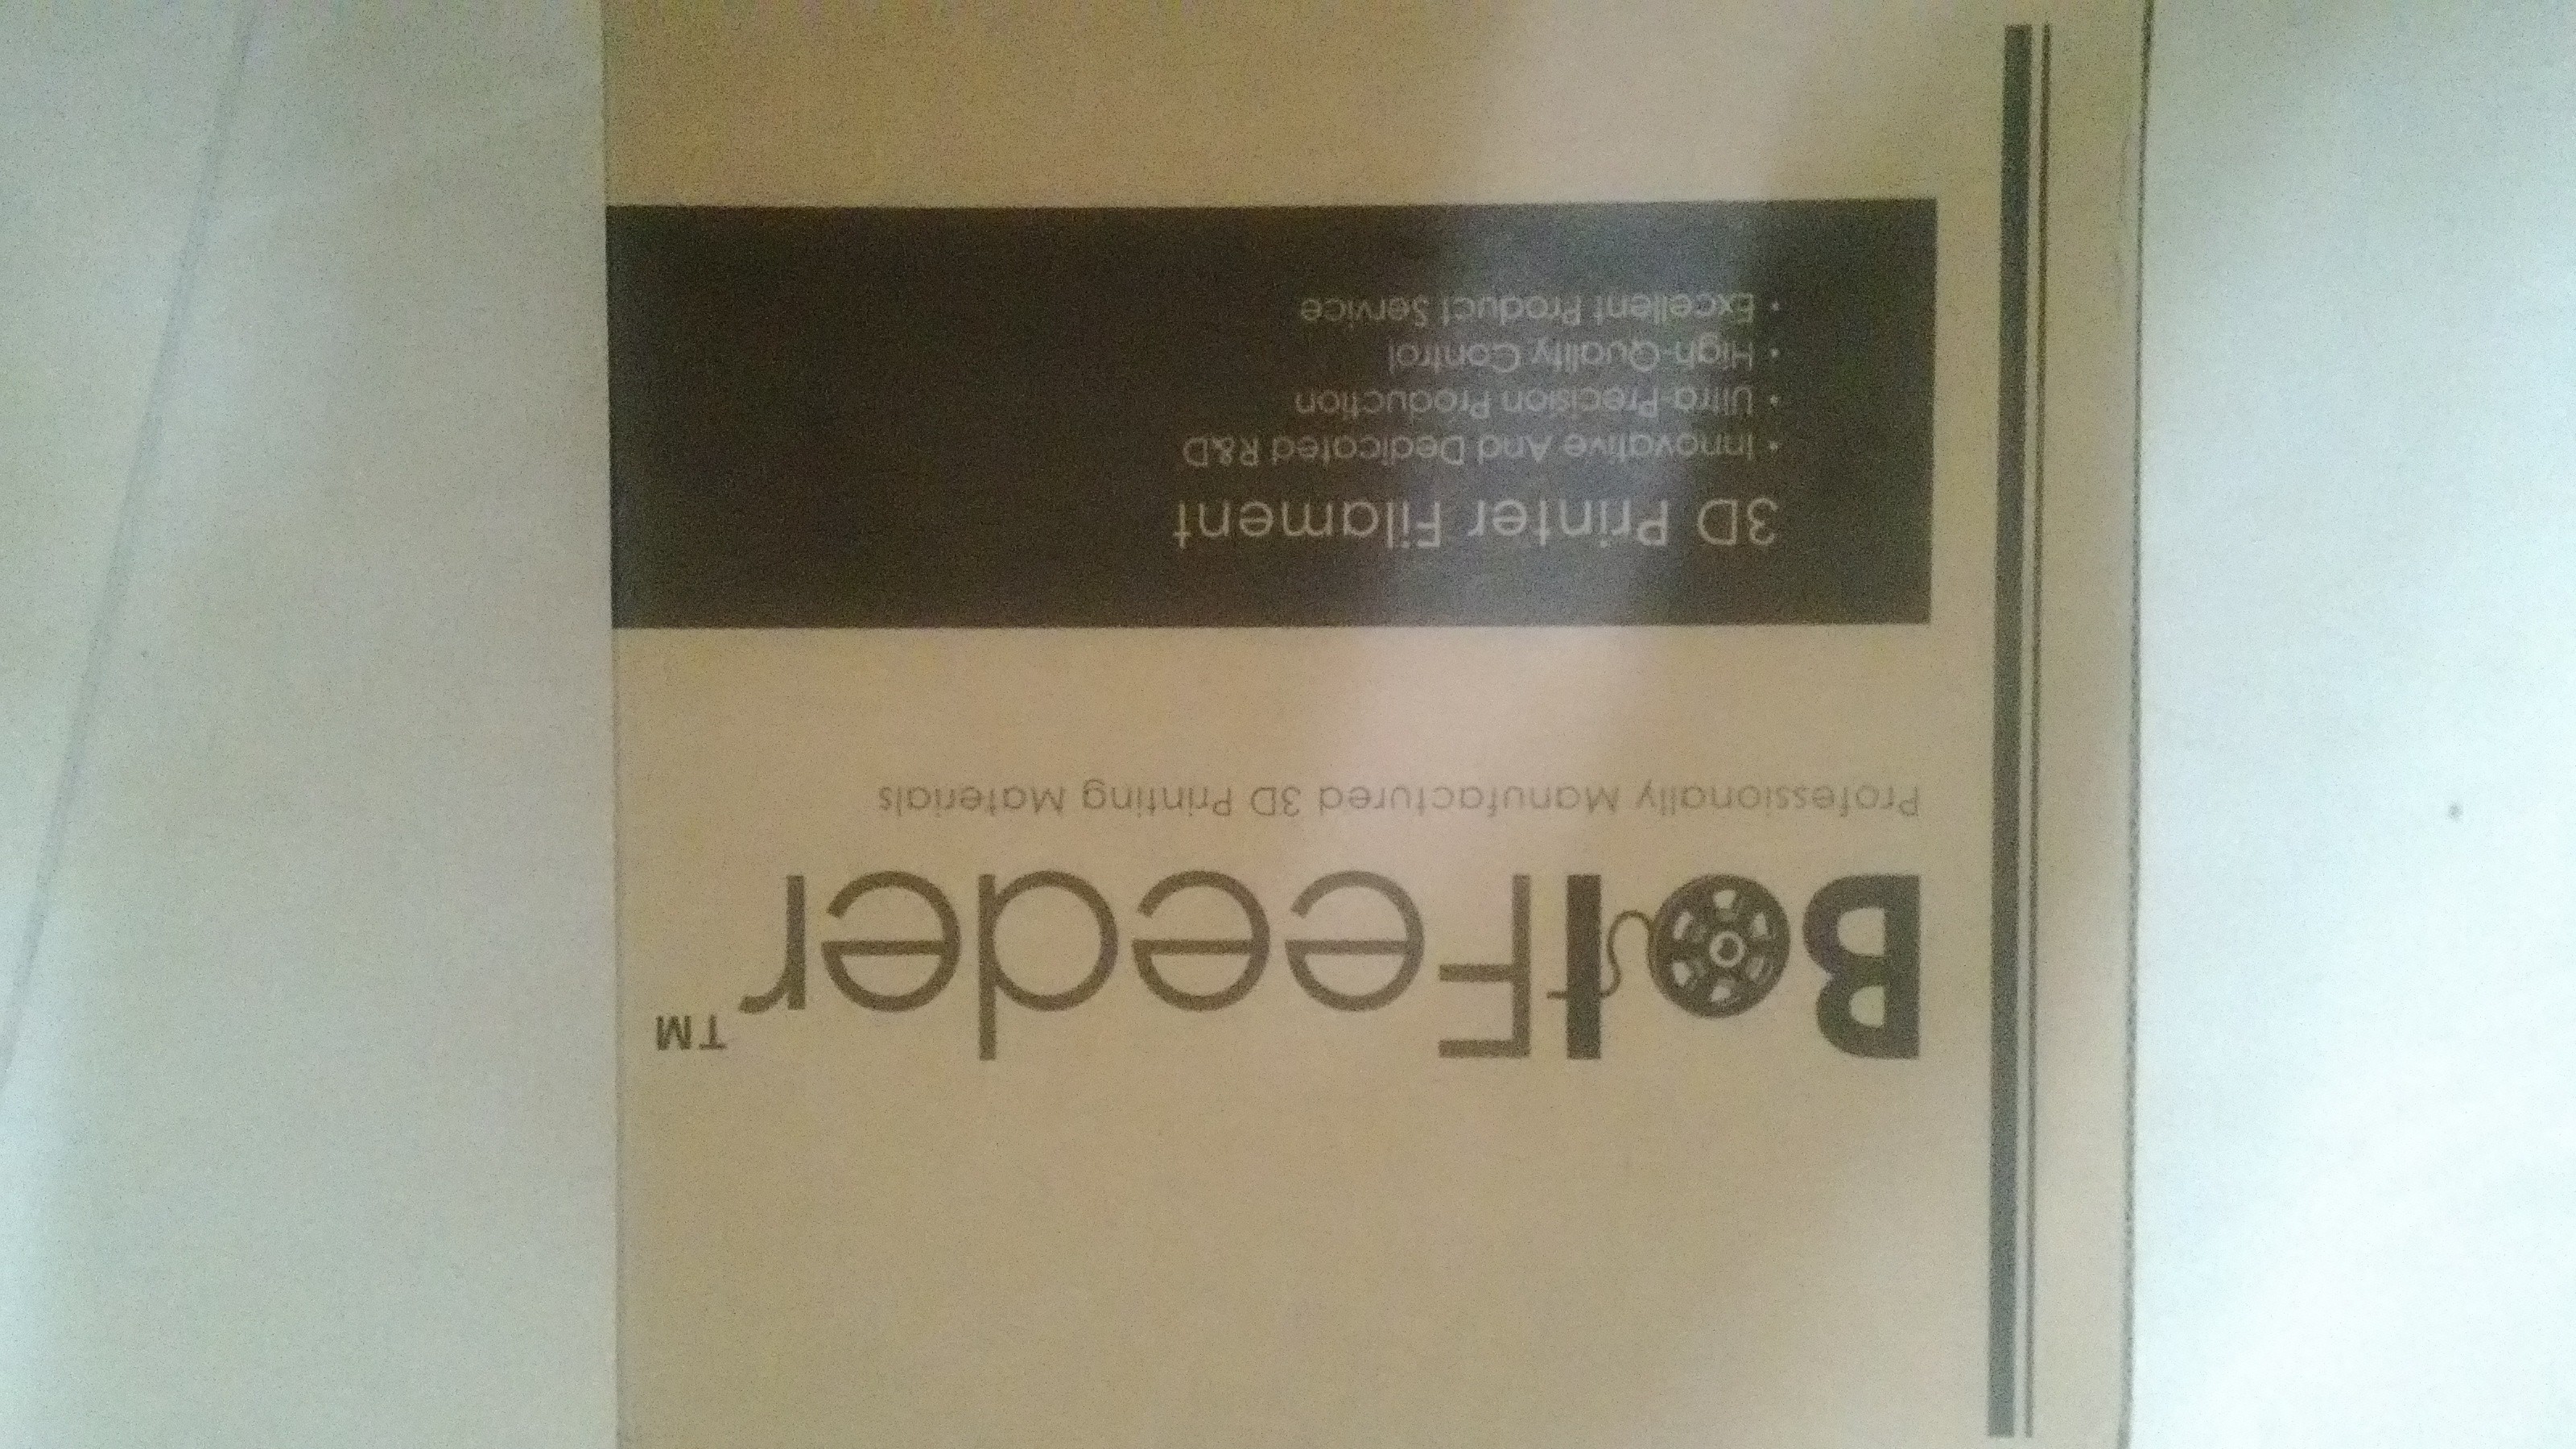 BotFeeder™
Professionally Manufactured 3D Printing Materials
3D Printer Filament
• Innovative And Dedicated R&D
• Ultra-Precision Production
• High-Quality Control
• Excellent Product Service